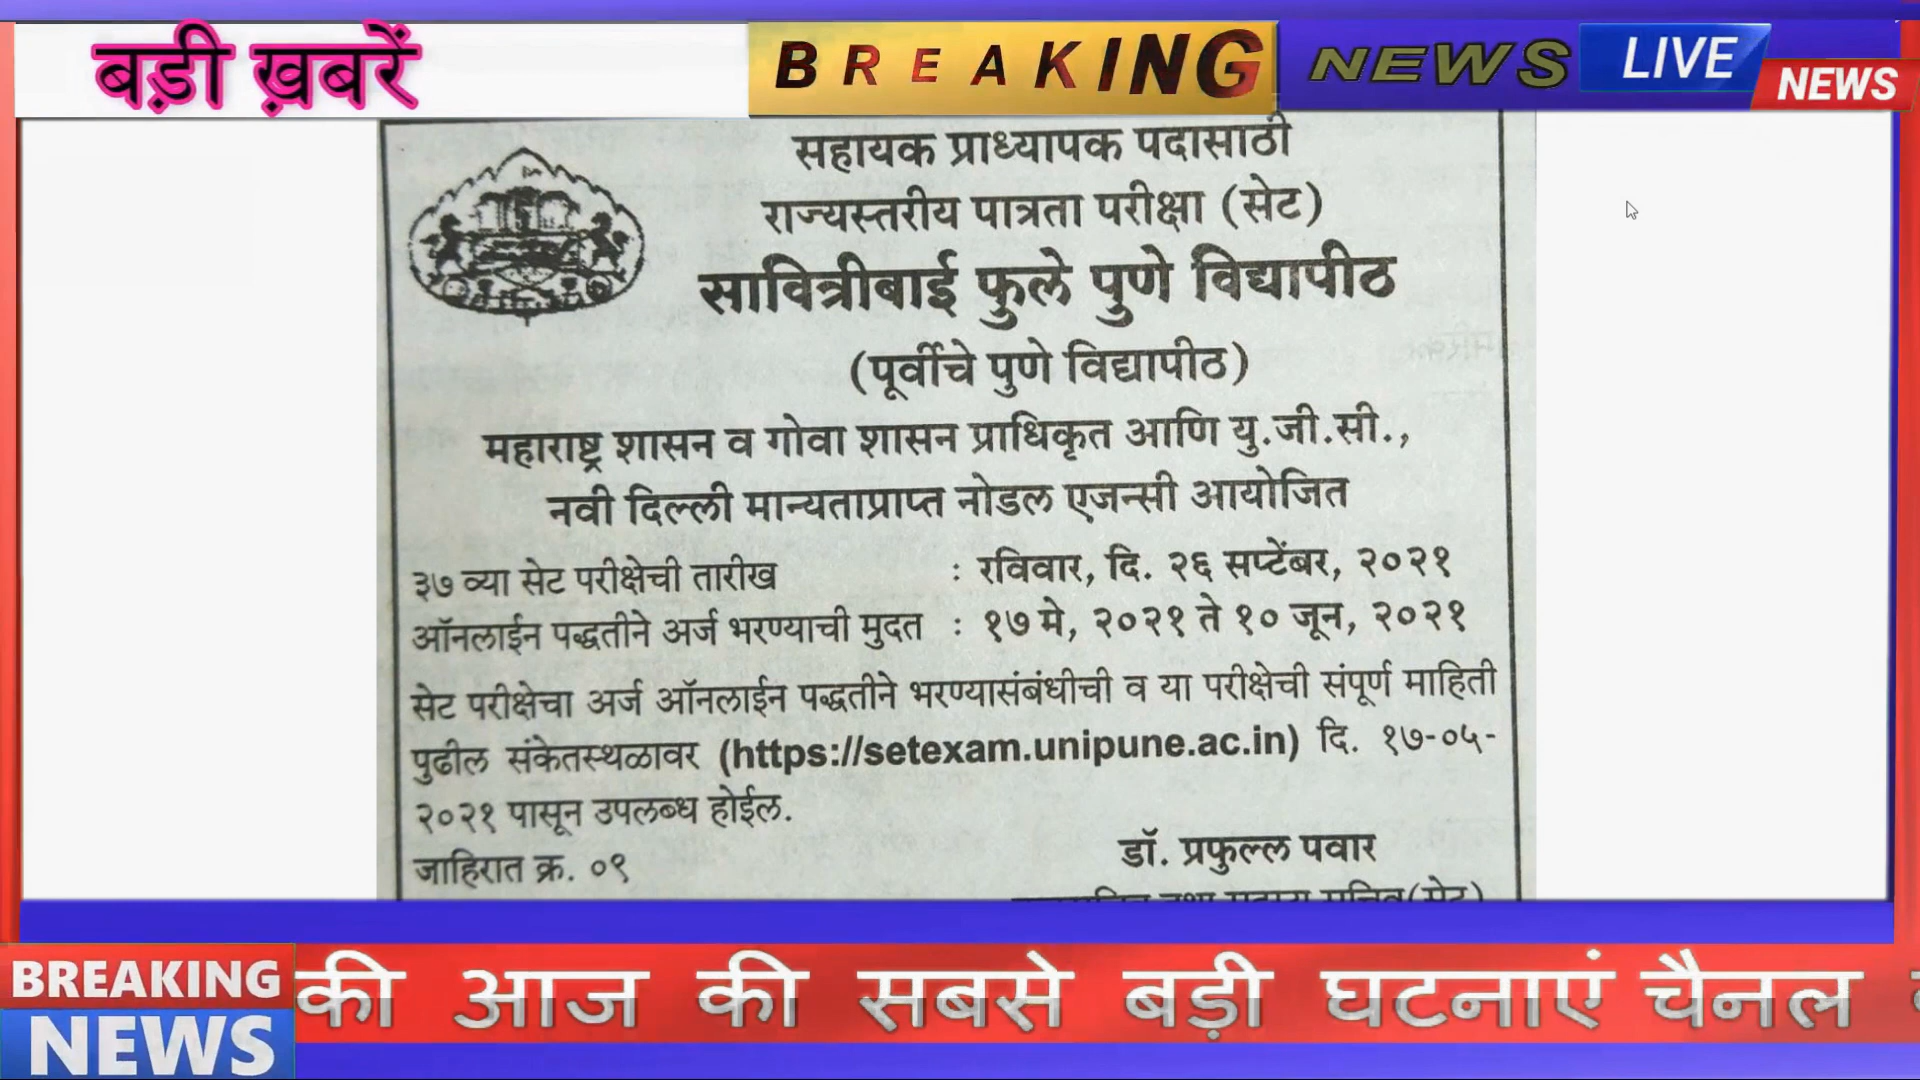 बड़ी ख़बरें
BREAKING NEWS LIVE NEWS
सहायक प्राध्यापक पदासाठी
राज्यस्तरीय पात्रता परीक्षा (सेट)
सावित्रीबाई फुले पुणे विद्यापीठ
(पूर्वीचे पुणे विद्यापीठ)
महाराष्ट्र शासन व गोवा शासन प्राधिकृत आणि यु.जी.सी.,
नवी दिल्ली मान्यताप्राप्त नोडल एजन्सी आयोजित
३७ व्या सेट परीक्षेची तारीख : रविवार, दि. २६ सप्टेंबर, २०२१
ऑनलाईन पद्धतीने अर्ज भरण्याची मुदत : १७ मे, २०२१ ते १० जून, २०२१
सेट परीक्षेचा अर्ज ऑनलाईन पद्धतीने भरण्यासंबंधीची व या परीक्षेची संपूर्ण माहिती
पुढील संकेतस्थळावर (https://setexam.unipune.ac.in) दि. १७-०५-
२०२१ पासून उपलब्ध होईल.
डॉ. प्रफुल्ल पवार
जाहिरात क्र. ०९
BREAKING
NEWS
की आज की सबसे बड़ी घटनाएं चैनल